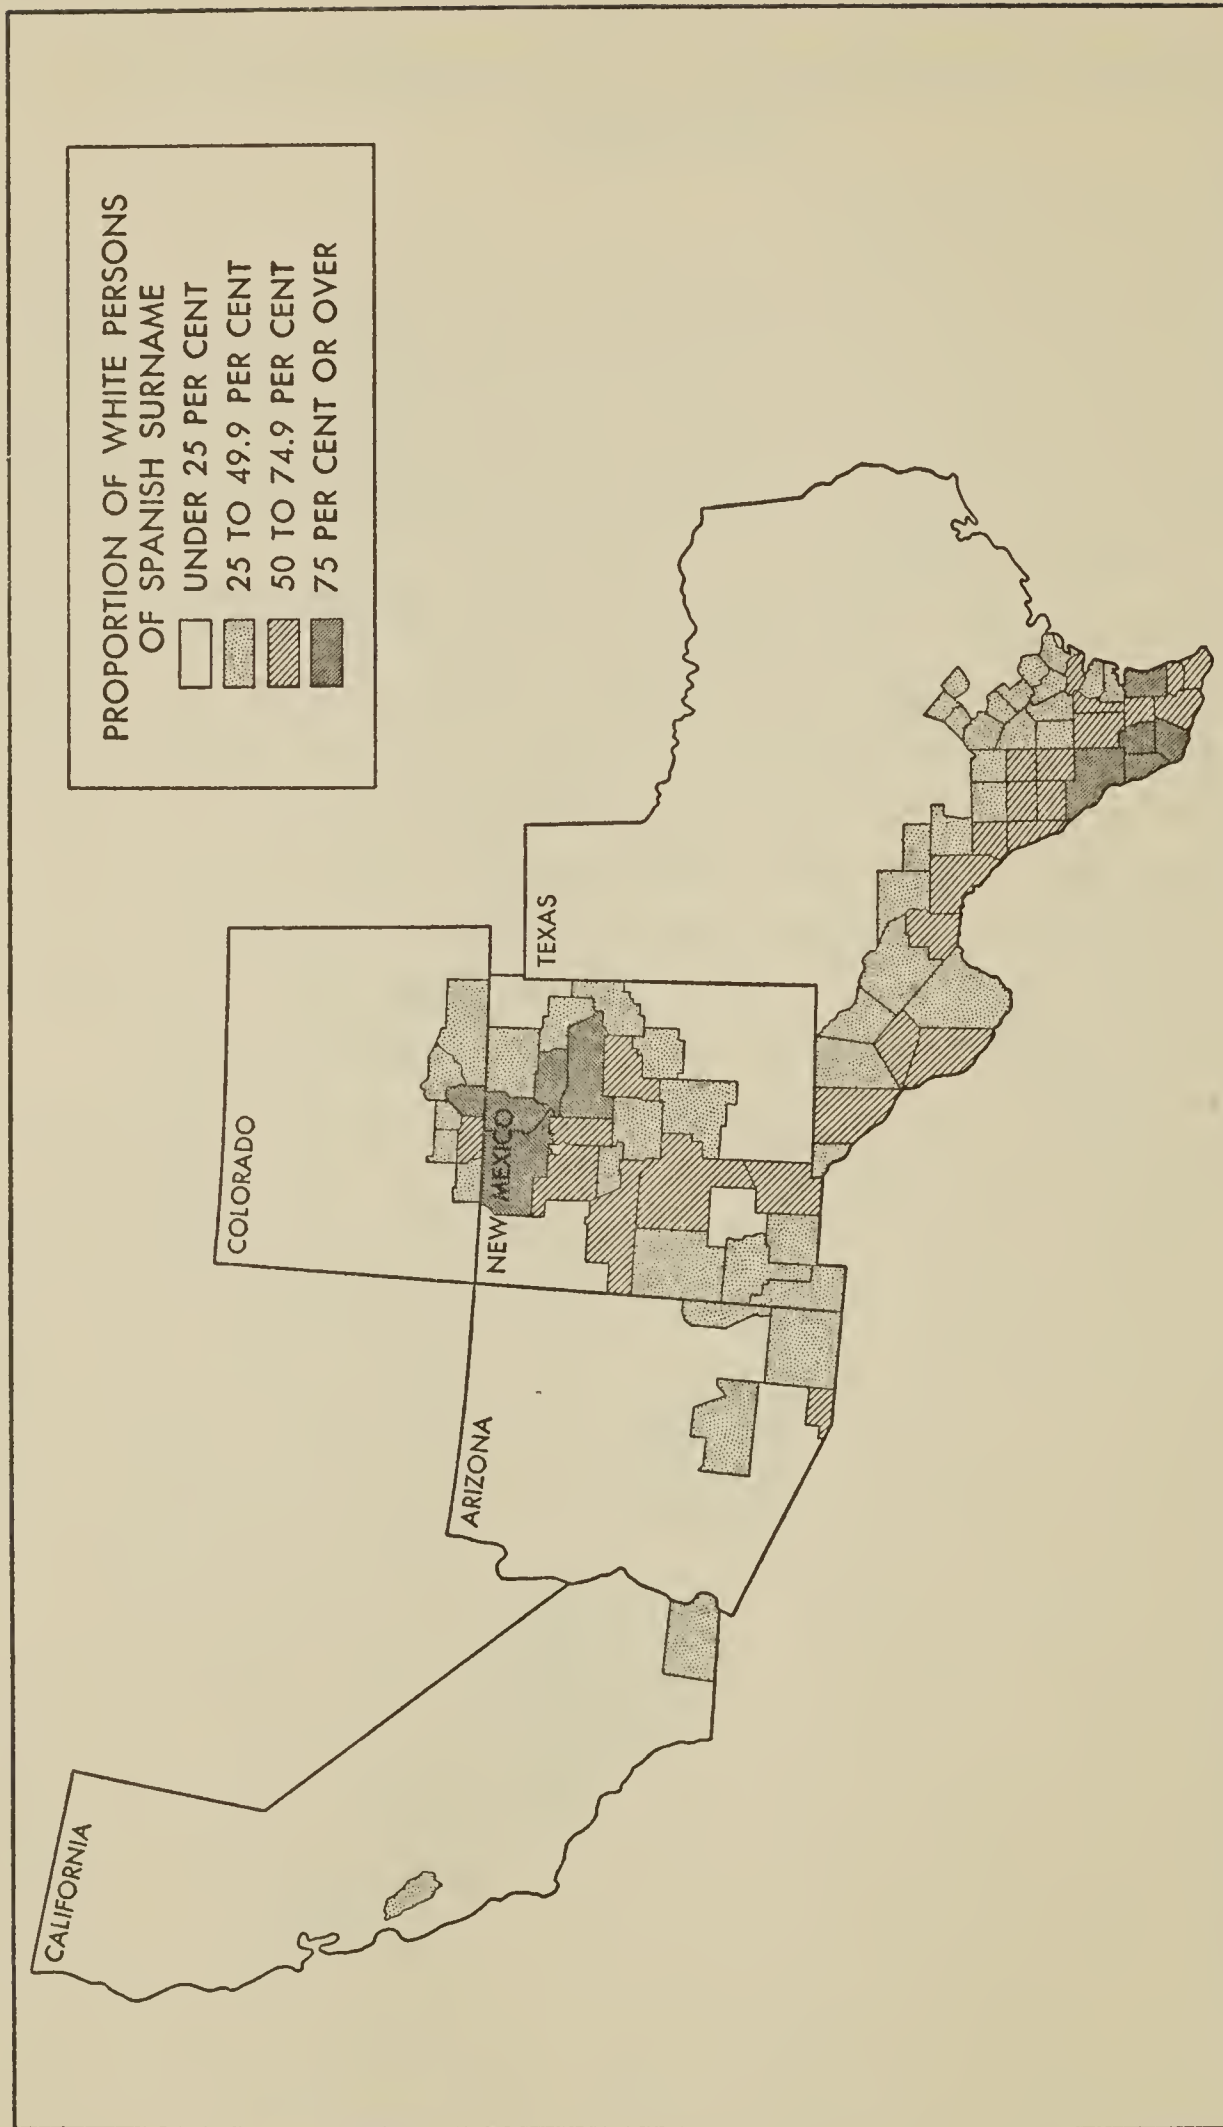 PROPORTION OF WHITE PERSONS
OF SPANISH SURNAME
UNDER 25 PER CENT
25 TO 49.9 PER CENT
50 TO 74.9 PER CENT
75 PER CENT OR OVER
CALIFORNIA
ARIZONA
COLORADO
NEW MEXICO
TEXAS